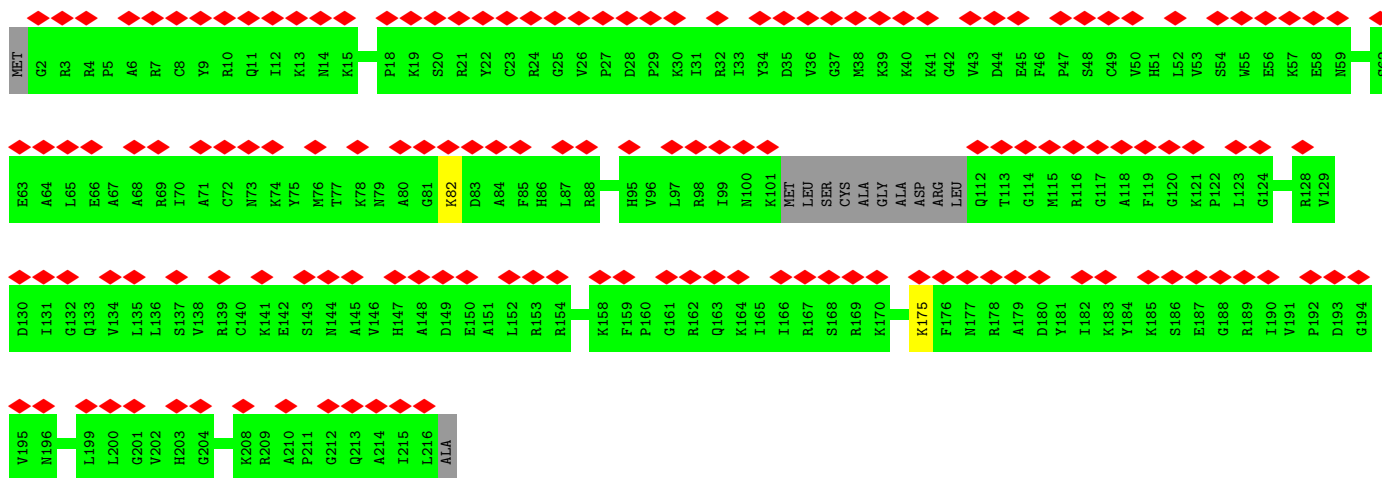 MET G2 R3 R4 P5 A6 R7 C8 Y9 R10 Q11 I12 K13 N14 K15 P18 K19 S20 R21 Y22 C23 R24 G25 V26 P27 D28 P29 K30 I31 R32 I33 Y34 D35 V36 G37 M38 K39 K40 K41 G42 V43 D44 E45 F46 P47 S48 C49 V50 H51 L52 V53 S54 W55 E56 K57 E58 N59 S62
E63 A64 L65 E66 A67 A68 R69 I70 A71 C72 N73 K74 Y75 M76 T77 K78 N79 A80 G81 K82 D83 A84 F85 H86 L87 R88 H95 V96 L97 R98 I99 N100 K101 MET LEU SER CYS ALA GLY ALA ASP ARG LEU Q112 T113 G114 M115 R116 G117 A118 F119 G120 K121 P122 L123 G124 R128 V129
D130 I131 G132 Q133 V134 L135 L136 S137 V138 R139 C140 K141 E142 S143 N144 A145 V146 H147 A148 D149 E150 A151 L152 R153 R154 K158 F159 P160 G161 R162 Q163 K164 I165 I166 R167 S168 R169 K170 K175 F176 N177 R178 A179 D180 Y181 I182 K183 Y184 K185 S186 E187 G188 R189 I190 V191 P192 D193 G194
V195 N196 L199 L200 G201 V202 H203 G204 K208 R209 A210 P211 G212 Q213 A214 I215 L216 ALA